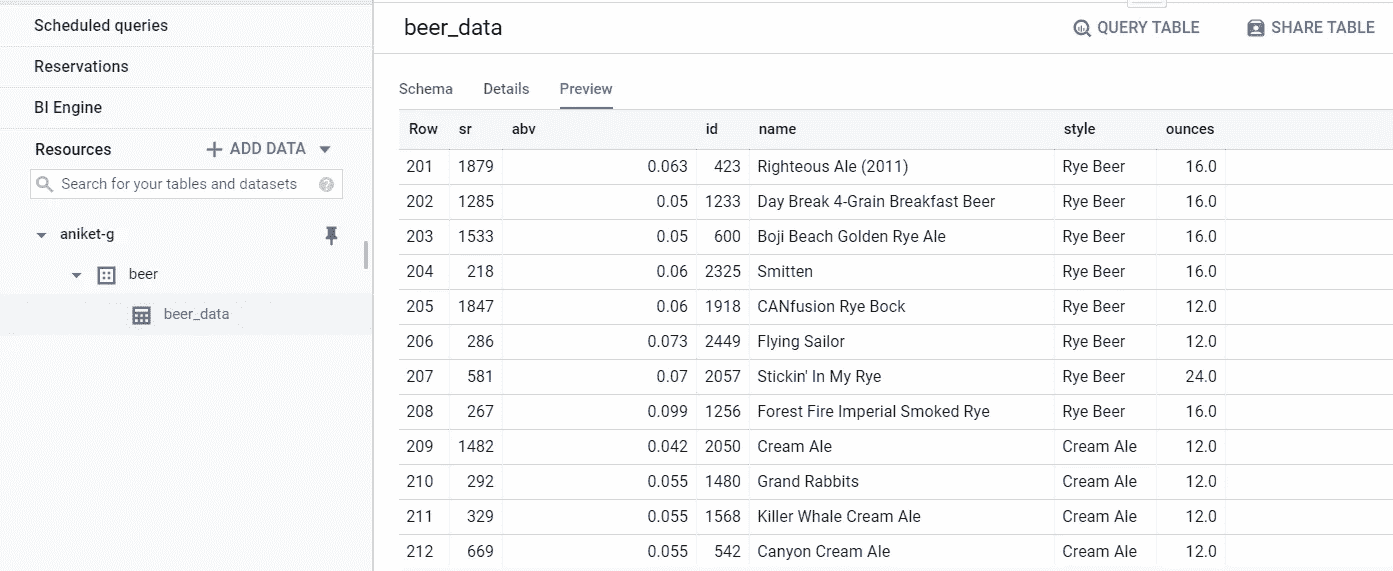 Scheduled queries
Reservations
BI Engine
Resources ADD DATA
Search for your tables and datasets ?
aniket-g
beer
beer_data
beer_data QUERY TABLE SHARE TABLE
Schema Details Preview
Row sr abv id name style ounces
201 1879 0.063 423 Righteous Ale (2011) Rye Beer 16.0
202 1285 0.05 1233 Day Break 4-Grain Breakfast Beer Rye Beer 16.0
203 1533 0.05 600 Boji Beach Golden Rye Ale Rye Beer 16.0
204 218 0.06 2325 Smitten Rye Beer 16.0
205 1847 0.06 1918 CANfusion Rye Bock Rye Beer 12.0
206 286 0.073 2449 Flying Sailor Rye Beer 12.0
207 581 0.07 2057 Stickin' In My Rye Rye Beer 24.0
208 267 0.099 1256 Forest Fire Imperial Smoked Rye Rye Beer 16.0
209 1482 0.042 2050 Cream Ale Cream Ale 12.0
210 292 0.055 1480 Grand Rabbits Cream Ale 12.0
211 329 0.055 1568 Killer Whale Cream Ale Cream Ale 12.0
212 669 0.055 542 Canyon Cream Ale Cream Ale 12.0